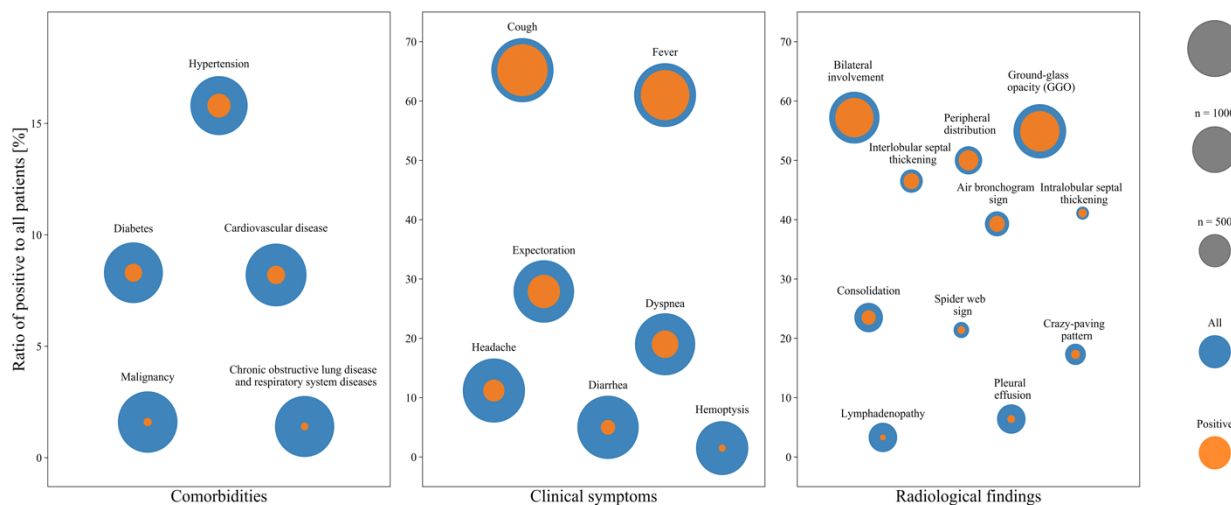 Ratio of positive to all patients [%]
15
10
5
0
Hypertension
Diabetes
Cardiovascular disease
Malignancy
Chronic obstructive lung disease
and respiratory system diseases
Comorbidities
70
60
50
40
30
20
10
0
Cough
Fever
Expectoration
Dyspnea
Headache
Diarrhea
Hemoptysis
Clinical symptoms
70
60
50
40
30
20
10
0
Bilateral
involvement
Ground-glass
opacity (GGO)
Peripheral
distribution
Interlobular septal
thickening
Air bronchogram
sign
Intralobular septal
thickening
Consolidation
Spider web
sign
Crazy-paving
pattern
Pleural
effusion
Lymphadenopathy
Radiological findings
n = 1000
n = 500
All
Positive